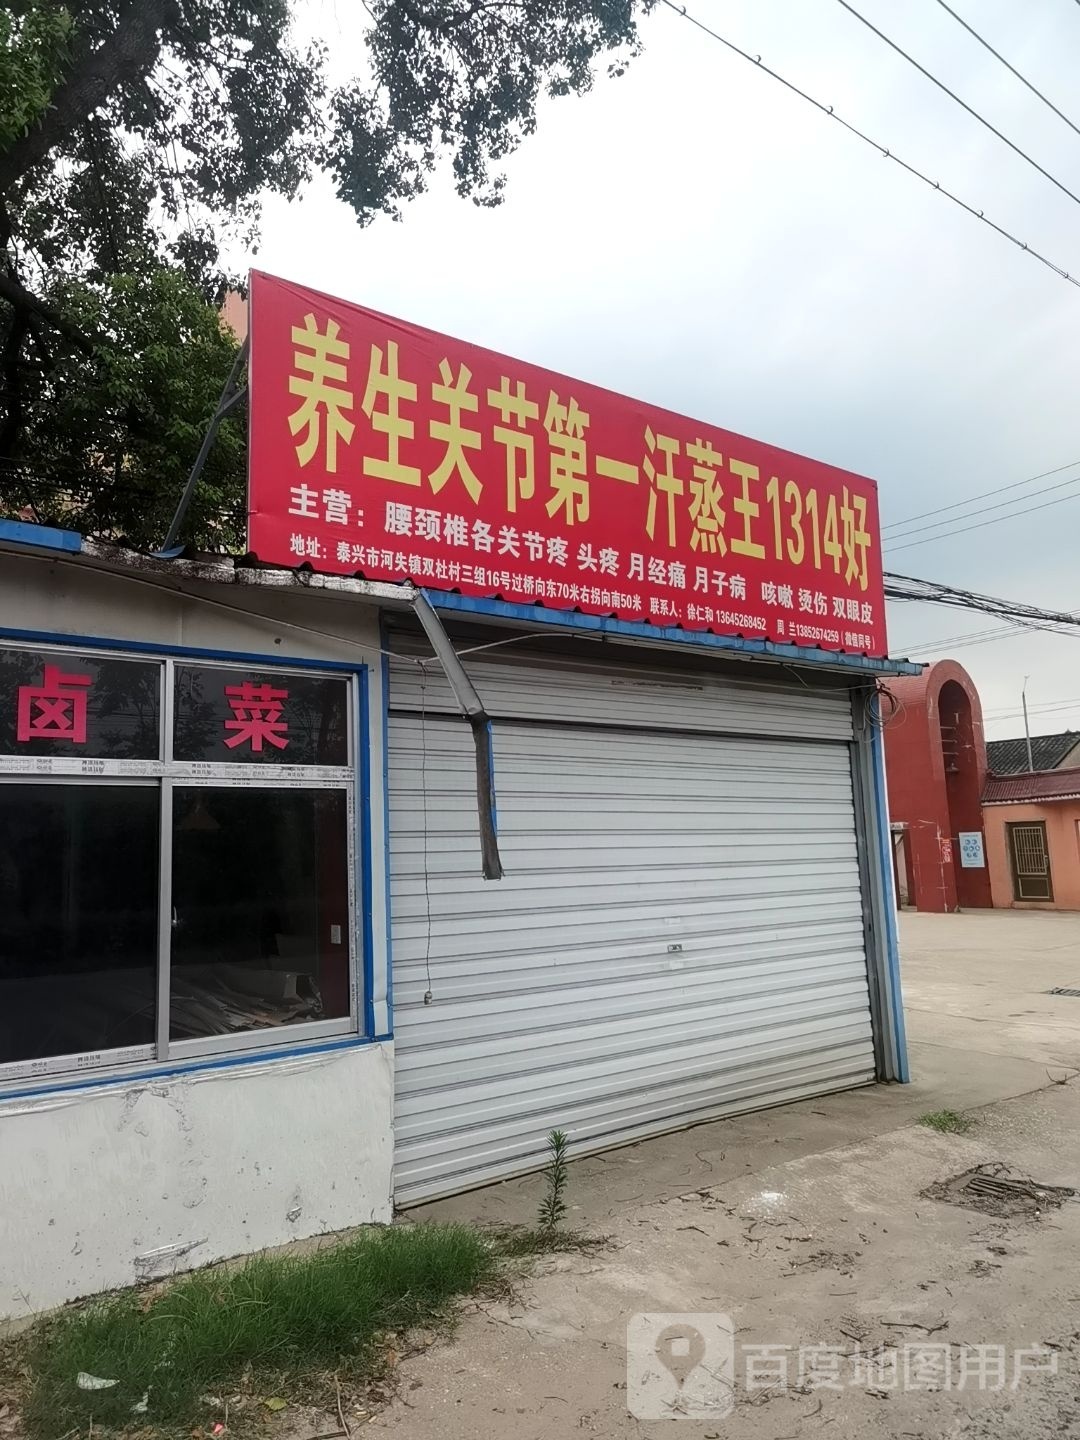 养生关节第一汗蒸王1314好
主营：腰颈椎各关节疼 头疼 月经痛 月子病 咳嗽 烫伤 双眼皮
地址：泰兴市河失镇双杜村三组16号过桥向东70米右拐向南50米 联系人：徐仁和 13645268452 周 兰13852674259（微信同号）
卤 菜
百度地图用户